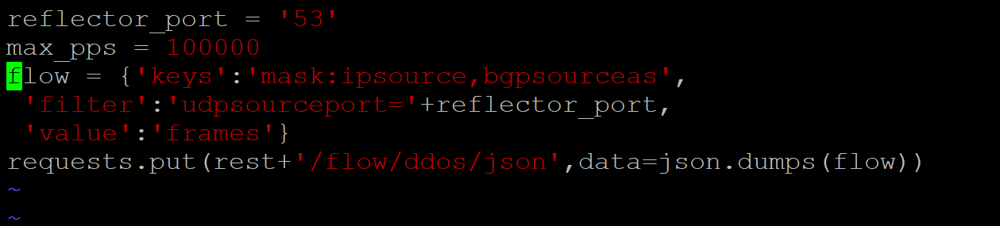 reflector_port = '53'
max_pps = 100000
flow = {'keys':'mask:ipsource,bgpsourceas',
 'filter':'udpsourceport='+reflector_port,
 'value':'frames'}
requests.put(rest+'/flow/ddos/json',data=json.dumps(flow))
~
~